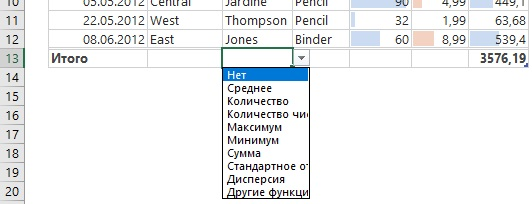 10 05.05.2012 Central Jardine Pencil 90 4,99 449,1
11 22.05.2012 West Thompson Pencil 32 1,99 63,68
12 08.06.2012 East Jones Binder 60 8,99 539,4
13 Итого 3576,19
14 Нет
15 Среднее
Количество
16 Количество чис
17 Максимум
Минимум
18 Сумма
19 Стандартное от
Дисперсия
20 Другие функци